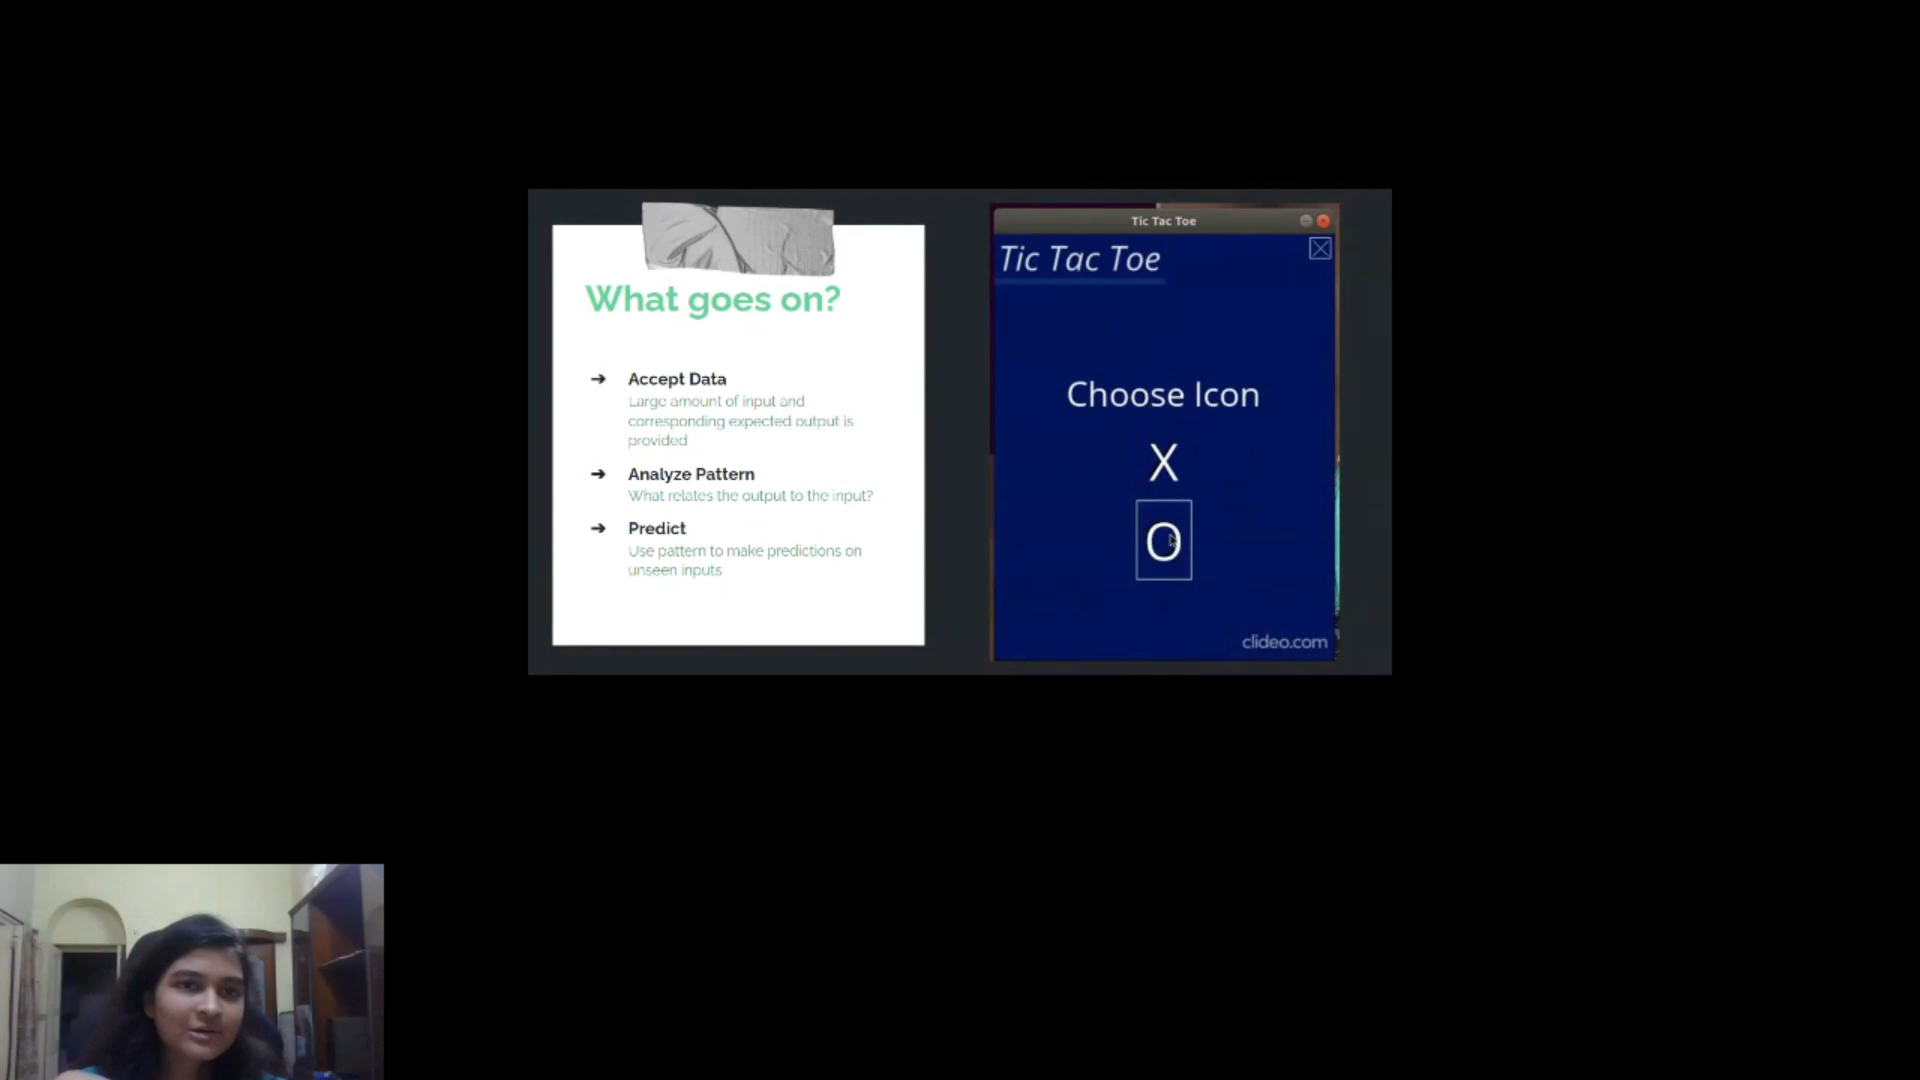 What goes on?
➔ Accept Data
Large amount of input and
corresponding expected output is
provided
➔ Analyze Pattern
What relates the output to the input?
➔ Predict
Use pattern to make predictions on
unseen inputs
Tic Tac Toe
Tic Tac Toe
Choose Icon
X
O
clideo.com